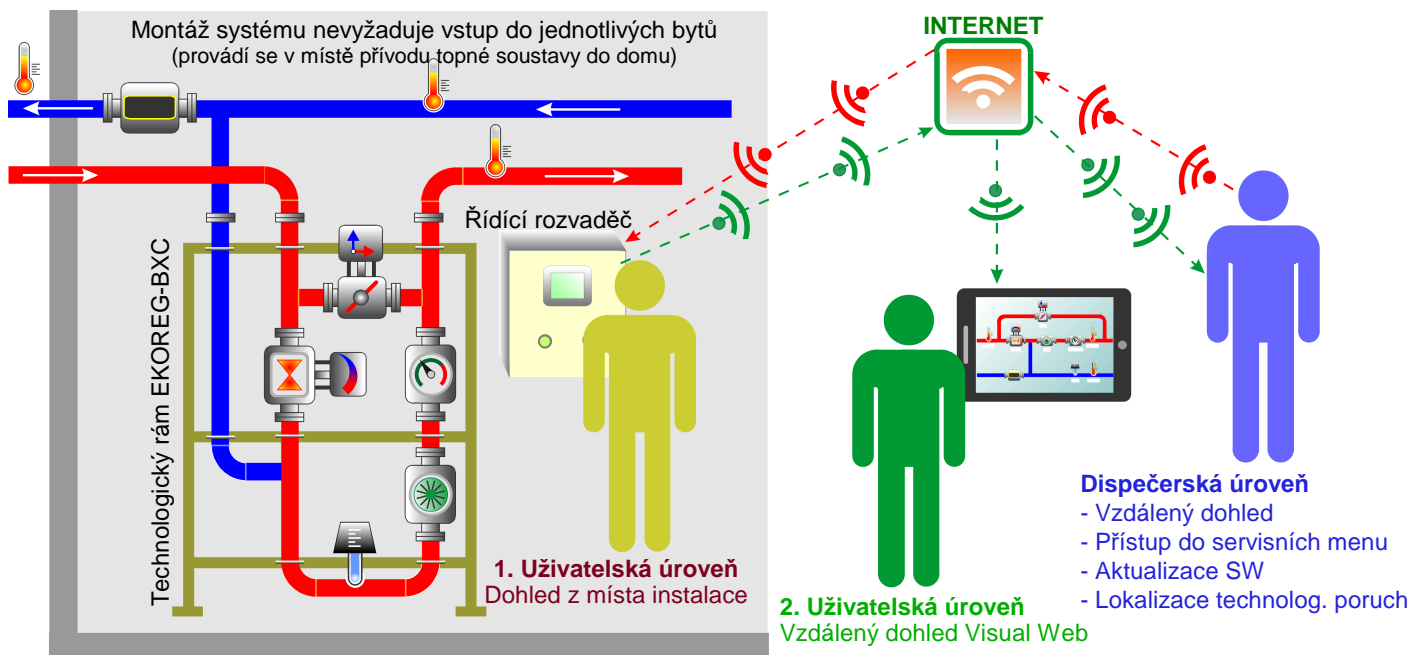 Montáž systému nevyžaduje vstup do jednotlivých bytů
(provádí se v místě přívodu topné soustavy do domu)
INTERNET
Řídící rozvaděč
Technologický rám EKOREG-BXC
1. Uživatelská úroveň
Dohled z místa instalace
2. Uživatelská úroveň
Vzdálený dohled Visual Web
Dispečerská úroveň
- Vzdálený dohled
- Přístup do servisních menu
- Aktualizace SW
- Lokalizace technolog. poruch